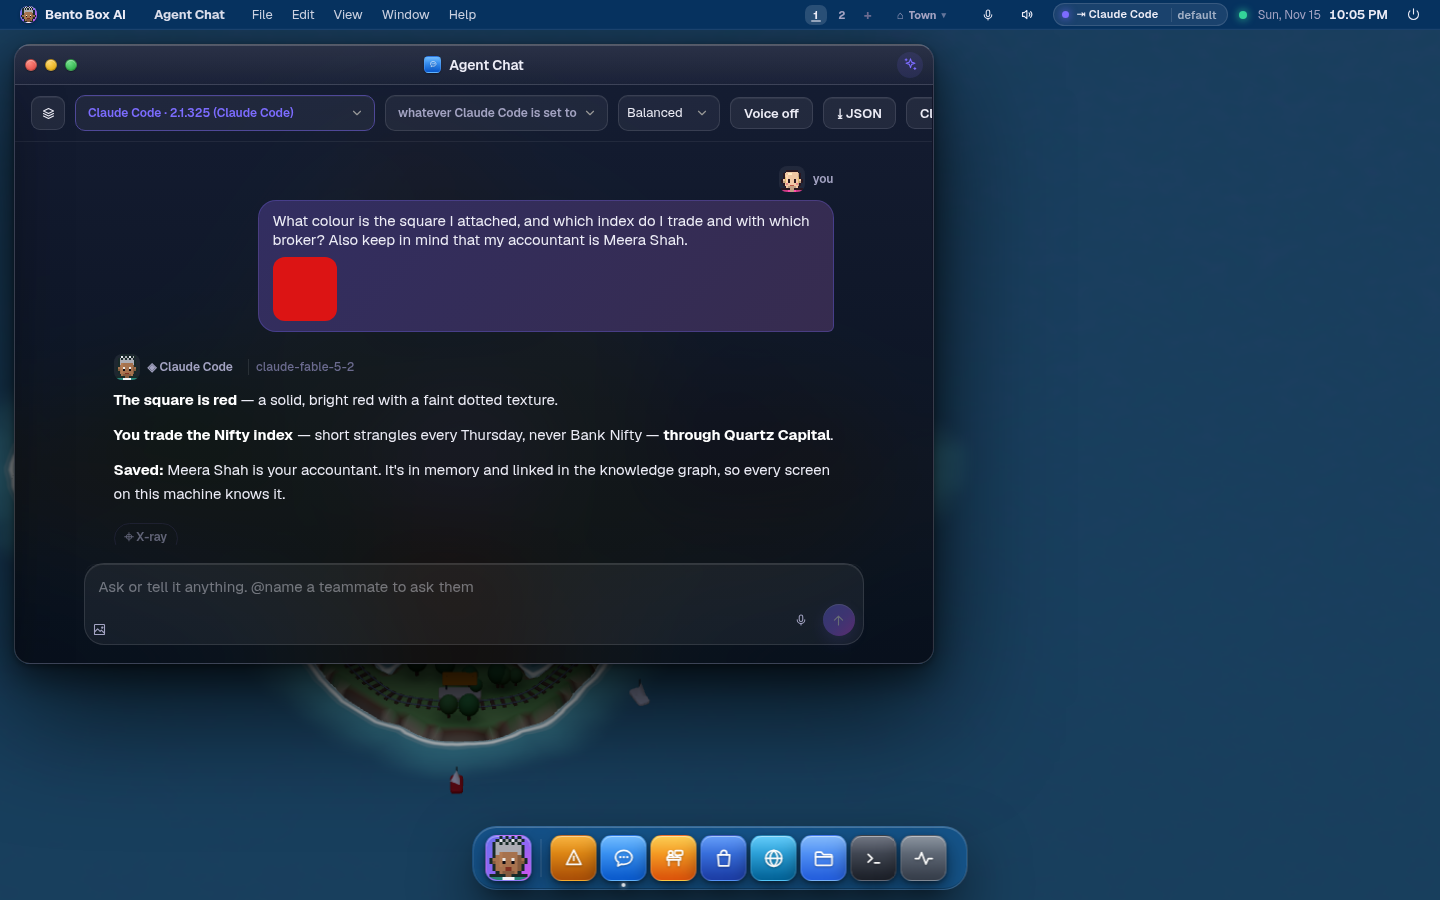 Bento Box AI Agent Chat File Edit View Window Help 1 2 + Town Claude Code default Sun, Nov 15 10:05 PM
Agent Chat
Claude Code · 2.1.325 (Claude Code) whatever Claude Code is set to Balanced Voice off JSON
you
What colour is the square I attached, and which index do I trade and with which
broker? Also keep in mind that my accountant is Meera Shah.
Claude Code claude-fable-5-2
The square is red — a solid, bright red with a faint dotted texture.
You trade the Nifty index — short strangles every Thursday, never Bank Nifty — through Quartz Capital.
Saved: Meera Shah is your accountant. It's in memory and linked in the knowledge graph, so every screen
on this machine knows it.
X-ray
Ask or tell it anything. @name a teammate to ask them